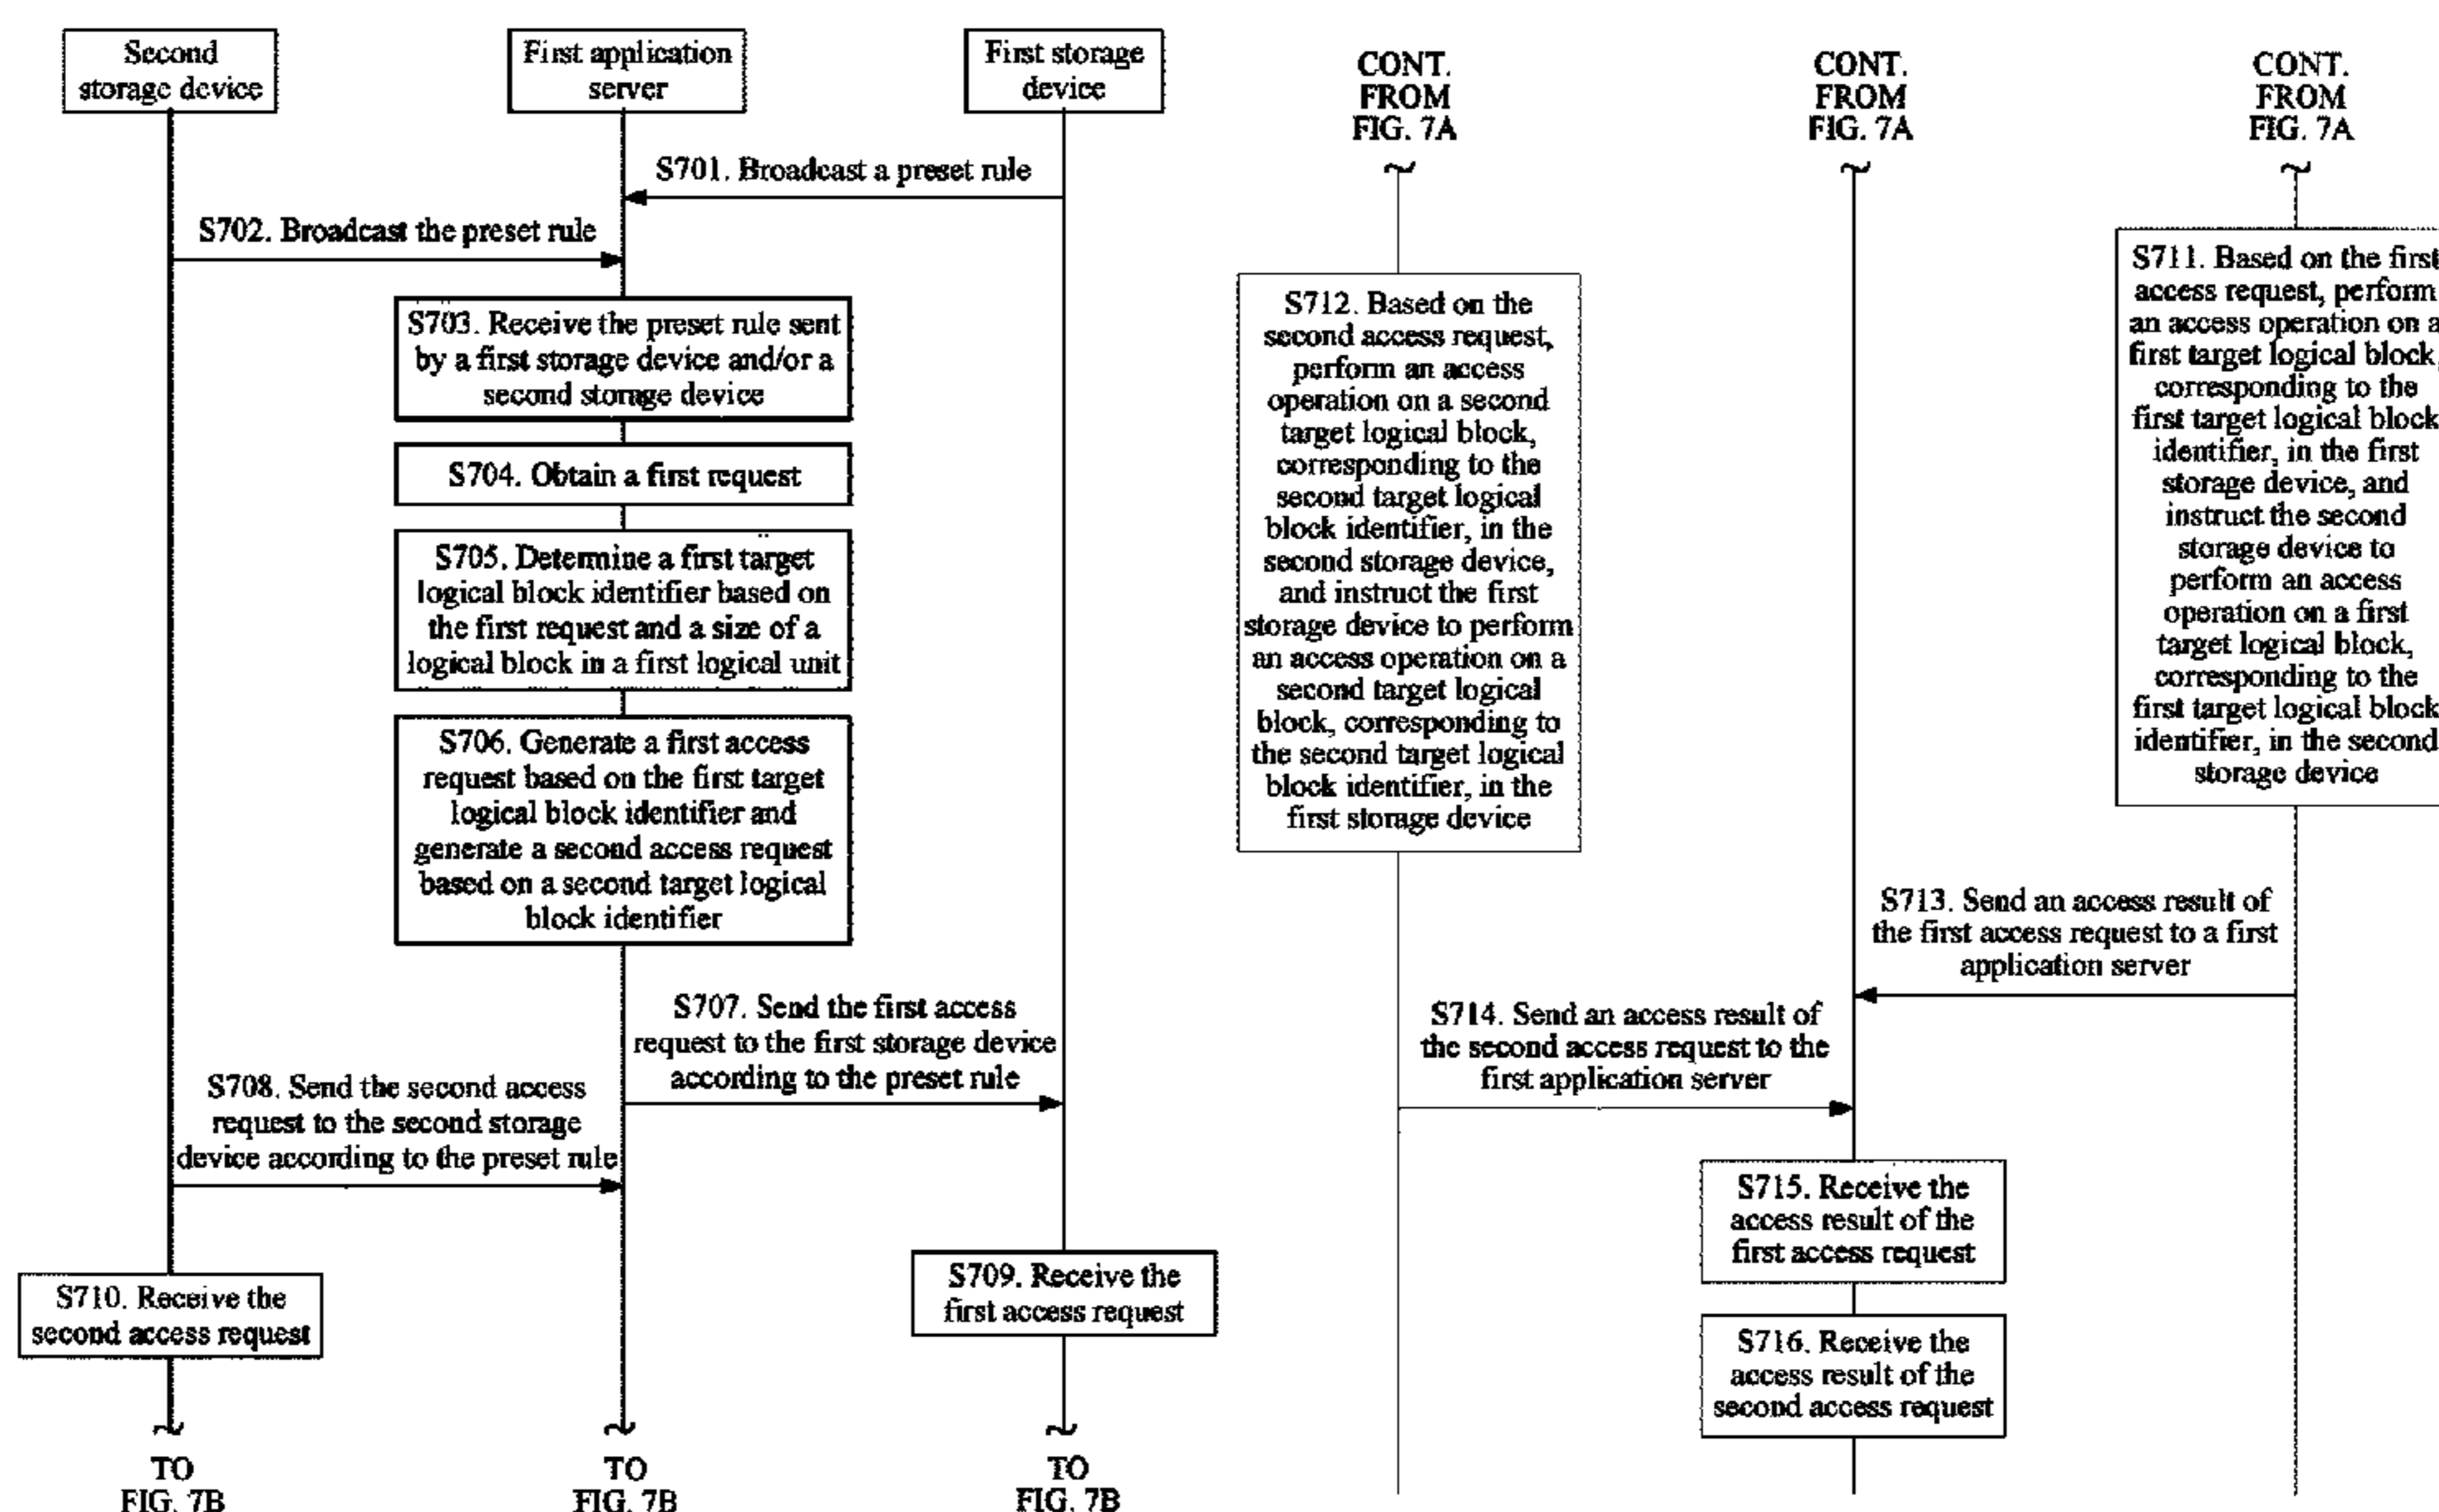 Second
storage device
First application
server
First storage
device
S701. Broadcast a preset rule
S702. Broadcast the preset rule
S703. Receive the preset rule sent
by a first storage device and/or a
second storage device
S704. Obtain a first request
S705. Determine a first target
logical block identifier based on
the first request and a size of a
logical block in a first logical unit
S706. Generate a first access
request based on the first target
logical block identifier and
generate a second access request
based on a second target logical
block identifier
S707. Send the first access
request to the first storage device
according to the preset rule
S708. Send the second access
request to the second storage
device according to the preset rule
S709. Receive the
first access request
S710. Receive the
second access request
TO
FIG. 7B
TO
FIG. 7B
TO
FIG. 7B
CONT.
FROM
FIG. 7A
CONT.
FROM
FIG. 7A
CONT.
FROM
FIG. 7A
S711. Based on the first
access request, perform
an access operation on a
first target logical block,
corresponding to the
first target logical block
identifier, in the first
storage device, and
instruct the second
storage device to
perform an access
operation on a first
target logical block,
corresponding to the
first target logical block
identifier, in the second
storage device
S712. Based on the
second access request,
perform an access
operation on a second
target logical block,
corresponding to the
second target logical
block identifier, in the
second storage device,
and instruct the first
storage device to perform
an access operation on a
second target logical
block, corresponding to
the second target logical
block identifier, in the
first storage device
S713. Send an access result of
the first access request to a first
application server
S714. Send an access result of
the second access request to the
first application server
S715. Receive the
access result of the
first access request
S716. Receive the
access result of the
second access request